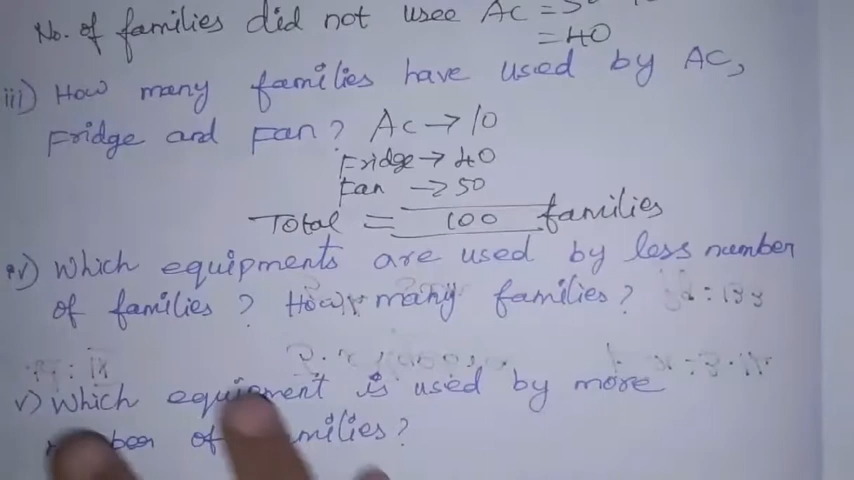 No. of families did not usee AC = 50
= 40
iii) How many families have used by AC,
Fridge and Fan? AC → 10
Fridge → 40
Fan → 50
Total = 100 families
iv) Which equipments are used by less number
of families? How many families?
v) Which equipment is used by more
of families?